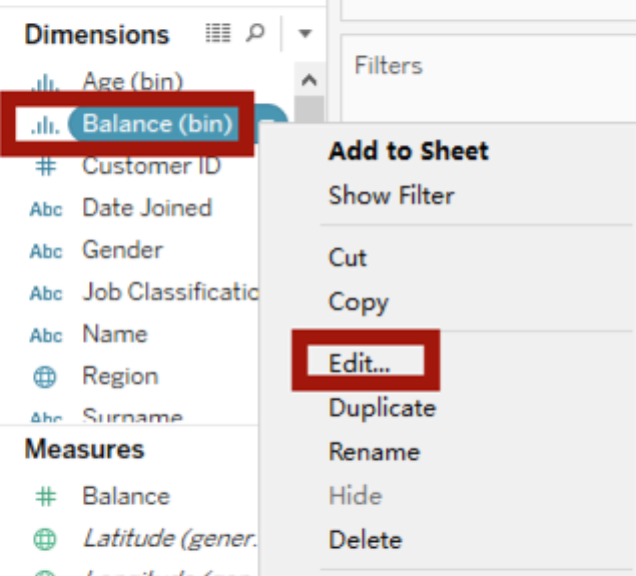 Dimensions
Age (bin)
Balance (bin)
# Customer ID
Abc Date Joined
Abc Gender
Abc Job Classificatio
Abc Name
Region
Abc Surname
Measures
# Balance
Latitude (gener.
Filters
Add to Sheet
Show Filter
Cut
Copy
Edit...
Duplicate
Rename
Hide
Delete